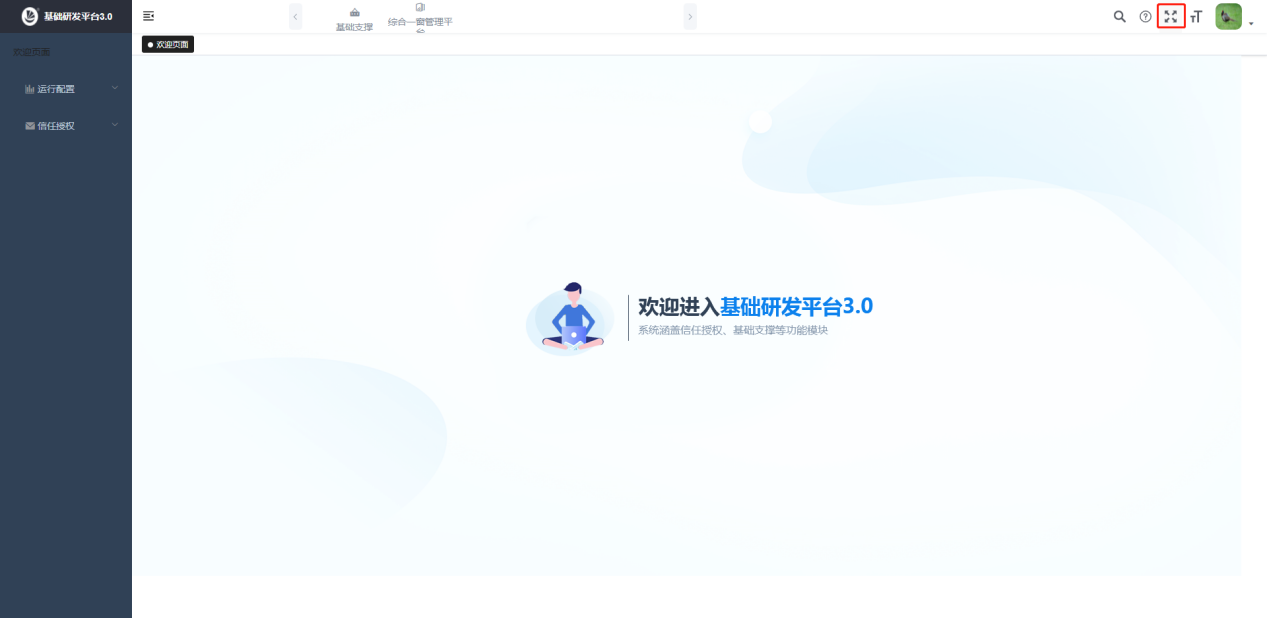 基础研发平台3.0
基础支撑
综合一窗管理平
台
欢迎页面
欢迎页面
运行配置
信任授权
欢迎进入基础研发平台3.0
系统涵盖信任授权、基础支撑等功能模块